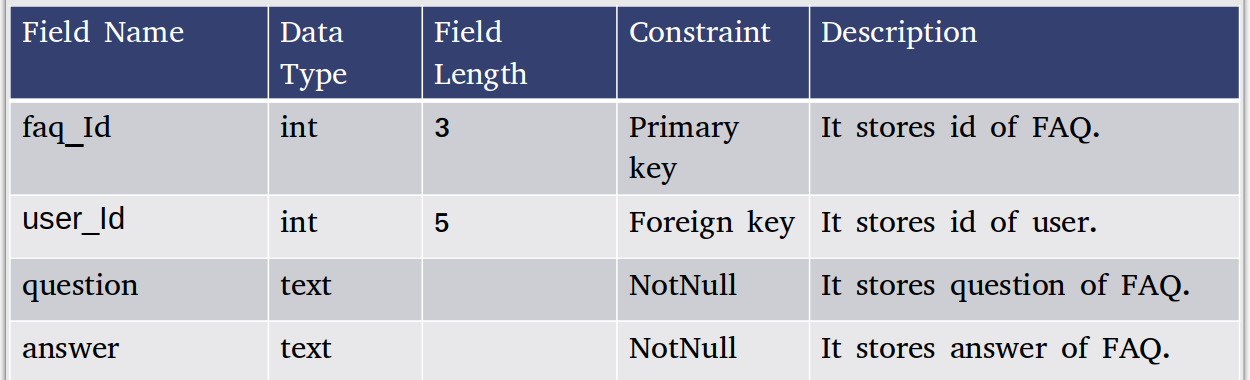 Field Name Data Type Field Length Constraint Description
faq_Id int 3 Primary key It stores id of FAQ.
user_Id int 5 Foreign key It stores id of user.
question text NotNull It stores question of FAQ.
answer text NotNull It stores answer of FAQ.